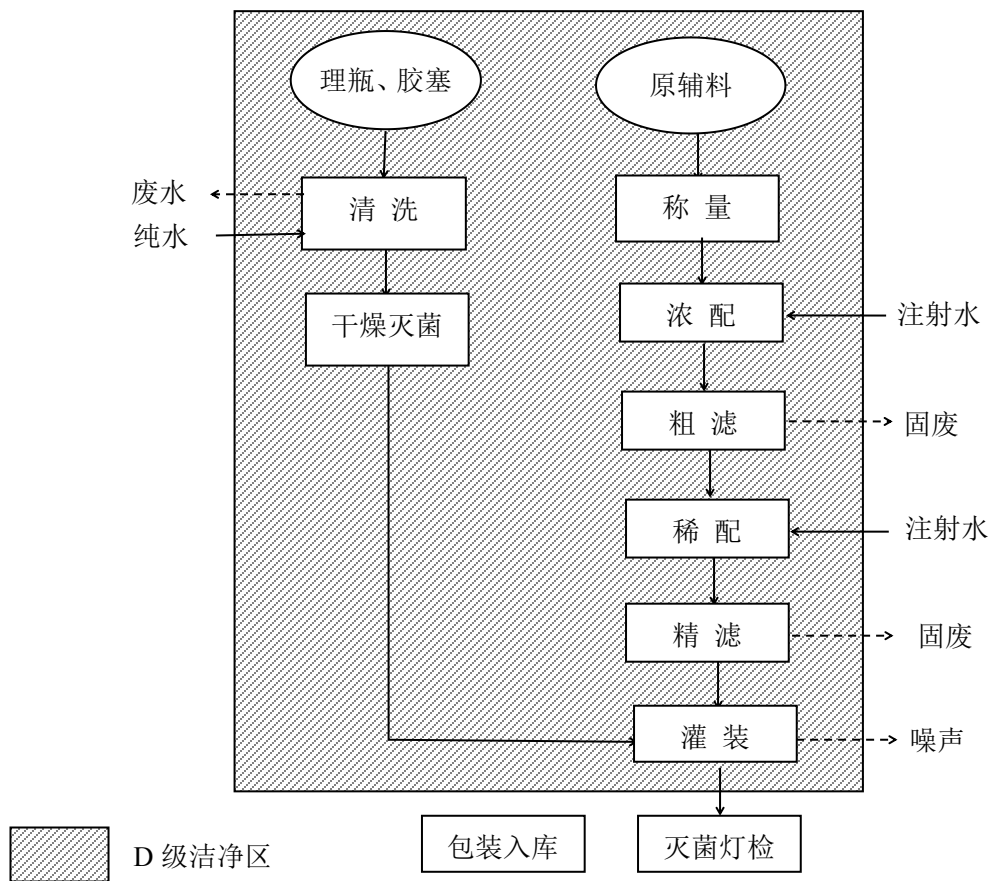 理瓶、胶塞
原辅料
废水
纯水
清 洗
称 量
干燥灭菌
浓 配
注射水
粗 滤
固废
稀 配
注射水
精 滤
固废
灌 装
噪声
D 级洁净区
包装入库
灭菌灯检